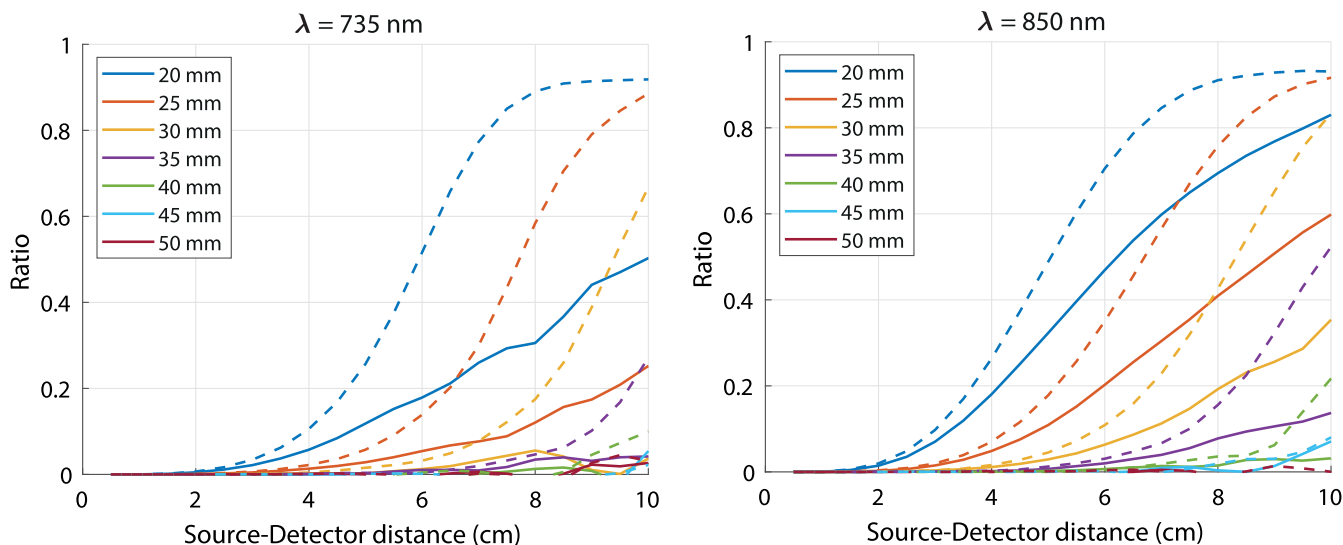 λ = 735 nm
1
0.8
0.6
0.4
0.2
0
0
2
4
6
8
10
Ratio
Source-Detector distance (cm)
20 mm
25 mm
30 mm
35 mm
40 mm
45 mm
50 mm
λ = 850 nm
1
0.8
0.6
0.4
0.2
0
0
2
4
6
8
10
Ratio
Source-Detector distance (cm)
20 mm
25 mm
30 mm
35 mm
40 mm
45 mm
50 mm